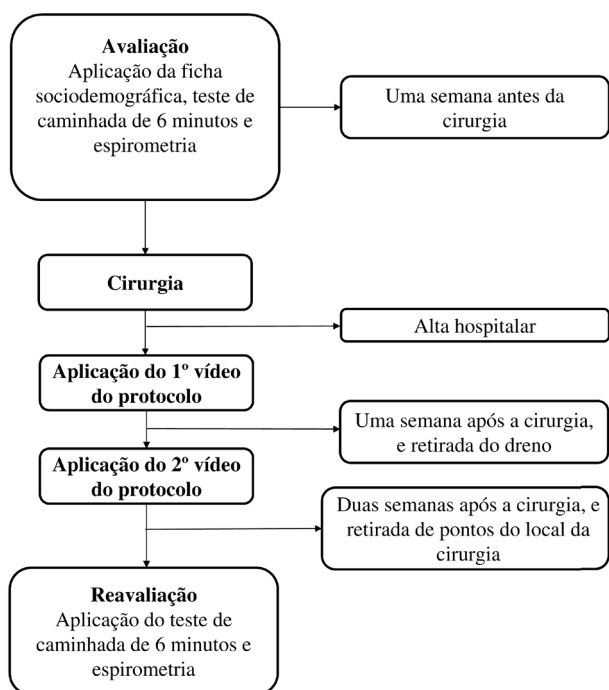 Avaliação
Aplicação da ficha
sociodemográfica, teste de
caminhada de 6 minutos e
espirometria
Uma semana antes da
cirurgia
Cirurgia
Alta hospitalar
Aplicação do 1º vídeo
do protocolo
Uma semana após a cirurgia,
e retirada do dreno
Aplicação do 2º vídeo
do protocolo
Duas semanas após a cirurgia, e
retirada de pontos do local da
cirurgia
Reavaliação
Aplicação do teste de
caminhada de 6 minutos e
espirometria